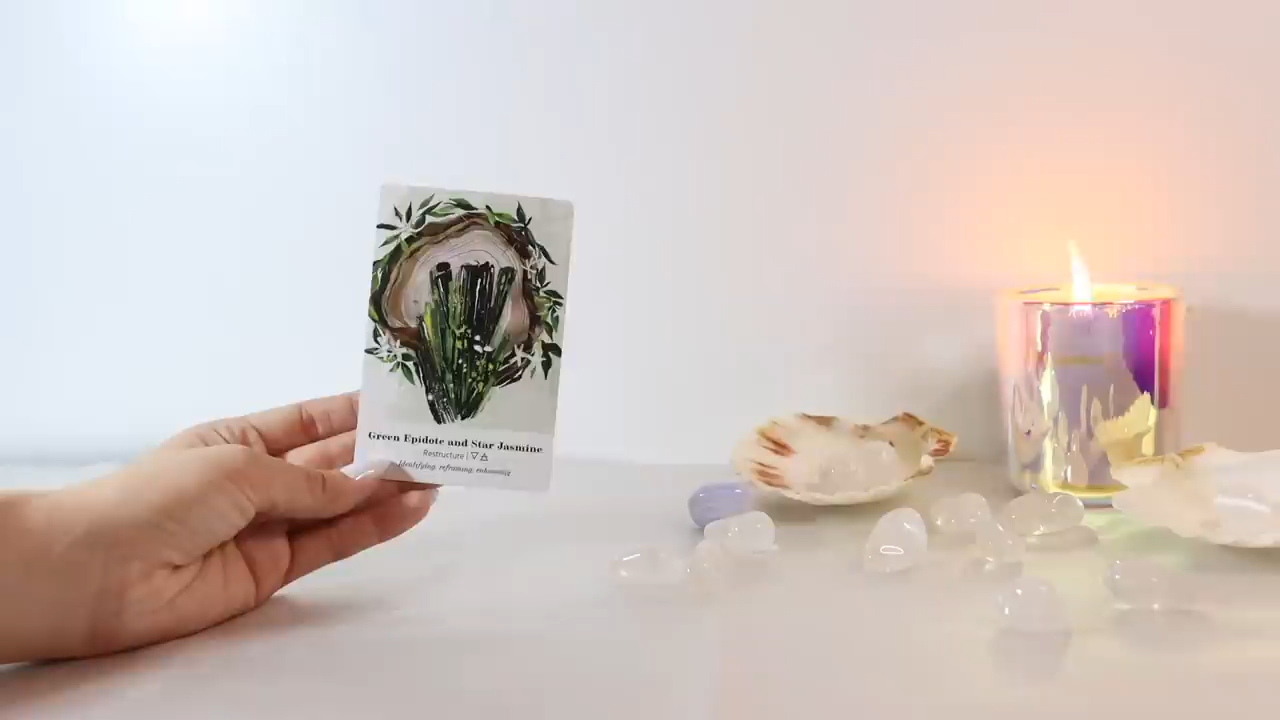 Green Epidote and Star Jasmine
Restructure | ▽ 🜁
Identifying, reframing, enhancing